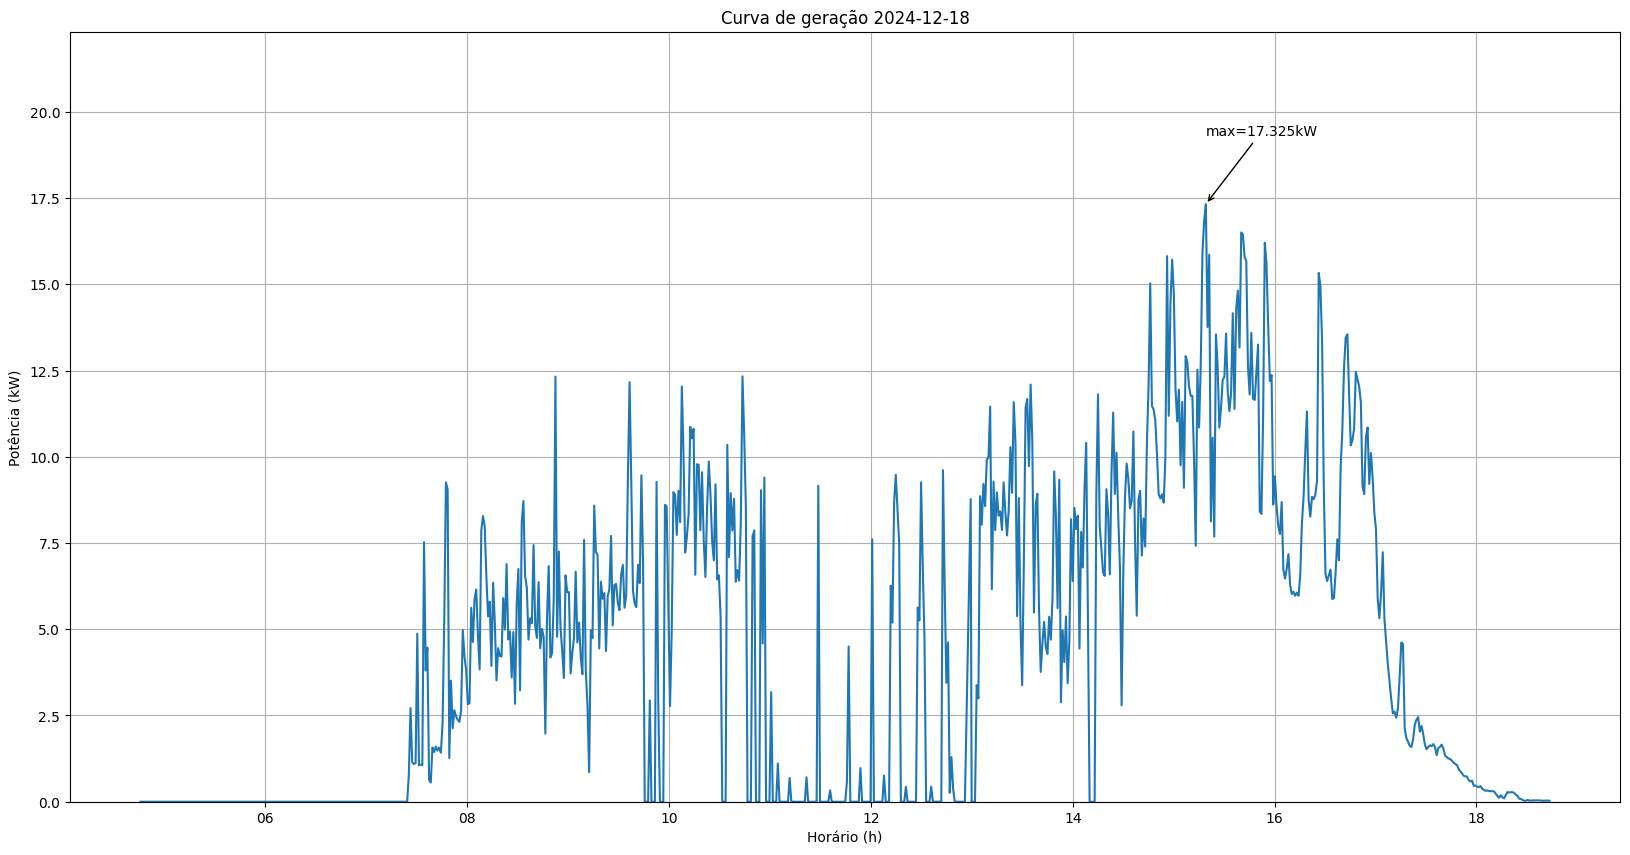 Curva de geração 2024-12-18
20.0
17.5
15.0
12.5
10.0
7.5
5.0
2.5
0.0
Potência (kW)
max=17.325kW
06 08 10 12 14 16 18
Horário (h)